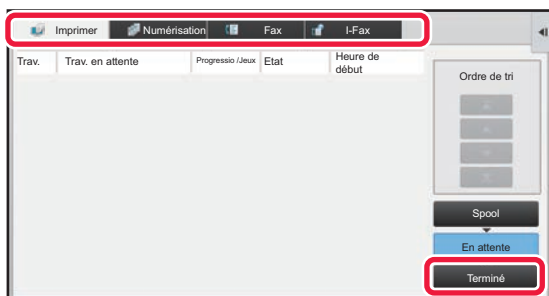 Imprimer Numérisation Fax I-Fax
Trav. Trav. en attente Progressio /Jeux Etat Heure de début
Ordre de tri
Spool
En attente
Terminé